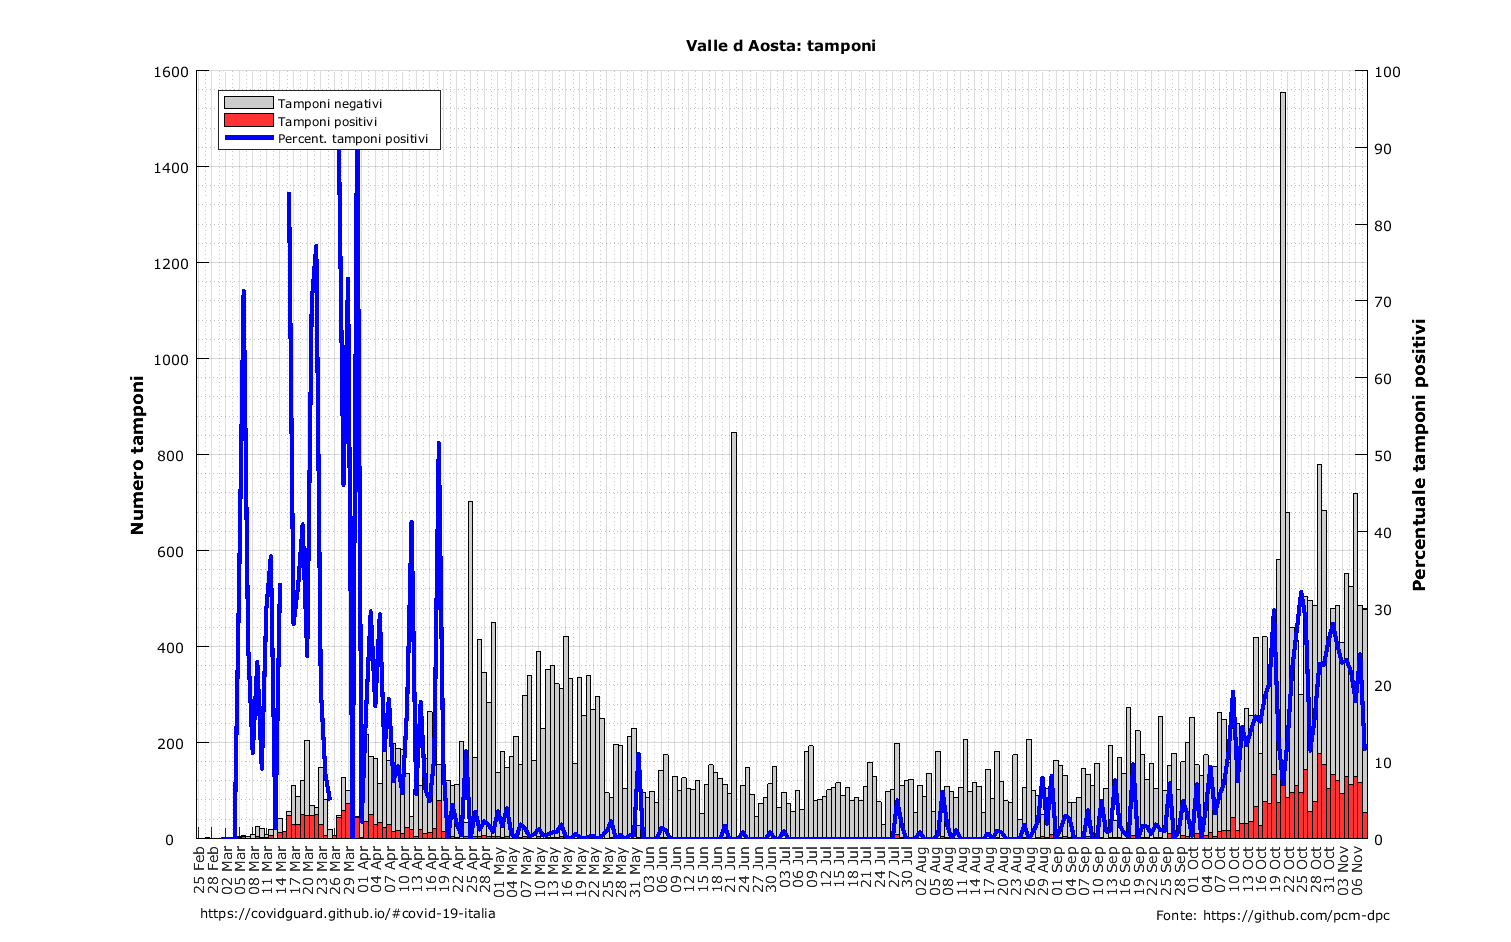 Valle d Aosta: tamponi
Tamponi negativi
Tamponi positivi
Percent. tamponi positivi
Numero tamponi
0
200
400
600
800
1000
1200
1400
1600
Percentuale tamponi positivi
0
10
20
30
40
50
60
70
80
90
100
25 Feb
28 Feb
02 Mar
05 Mar
08 Mar
11 Mar
14 Mar
17 Mar
20 Mar
23 Mar
26 Mar
29 Mar
01 Apr
04 Apr
07 Apr
10 Apr
13 Apr
16 Apr
19 Apr
22 Apr
25 Apr
28 Apr
01 May
04 May
07 May
10 May
13 May
16 May
19 May
22 May
25 May
28 May
31 May
03 Jun
06 Jun
09 Jun
12 Jun
15 Jun
18 Jun
21 Jun
24 Jun
27 Jun
30 Jun
03 Jul
06 Jul
09 Jul
12 Jul
15 Jul
18 Jul
21 Jul
24 Jul
27 Jul
30 Jul
02 Aug
05 Aug
08 Aug
11 Aug
14 Aug
17 Aug
20 Aug
23 Aug
26 Aug
29 Aug
01 Sep
04 Sep
07 Sep
10 Sep
13 Sep
16 Sep
19 Sep
22 Sep
25 Sep
28 Sep
01 Oct
04 Oct
07 Oct
10 Oct
13 Oct
16 Oct
19 Oct
22 Oct
25 Oct
28 Oct
31 Oct
03 Nov
06 Nov
https://covidguard.github.io/#covid-19-italia
Fonte: https://github.com/pcm-dpc